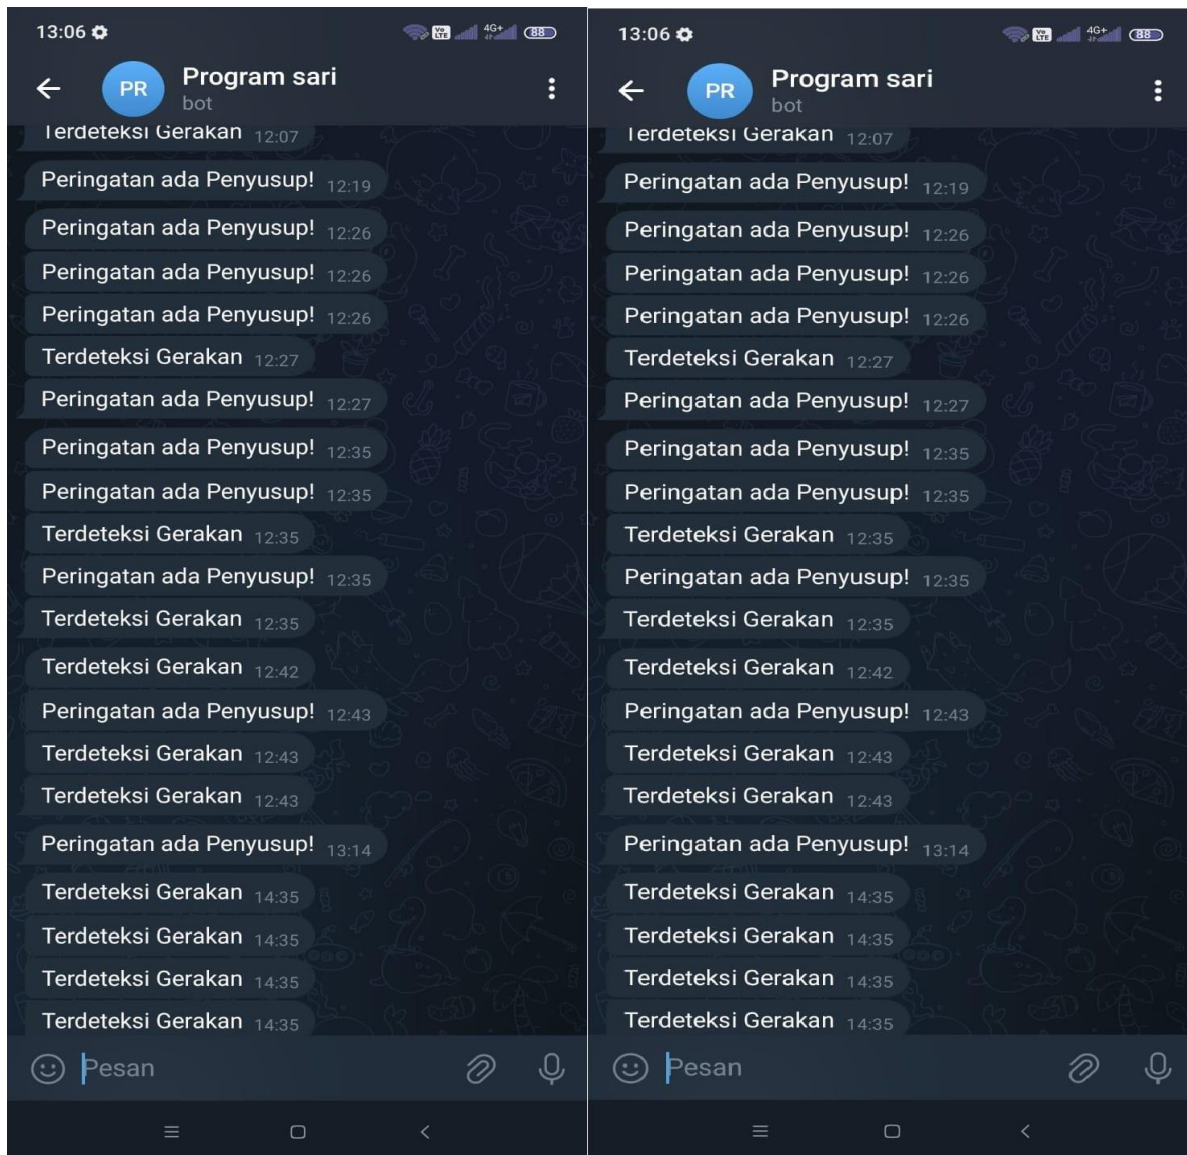 13:06 Vo LTE 4G+ 88
PR Program sari
bot
Terdeteksi Gerakan 12:07
Peringatan ada Penyusup! 12:19
Peringatan ada Penyusup! 12:26
Peringatan ada Penyusup! 12:26
Peringatan ada Penyusup! 12:26
Terdeteksi Gerakan 12:27
Peringatan ada Penyusup! 12:27
Peringatan ada Penyusup! 12:35
Peringatan ada Penyusup! 12:35
Terdeteksi Gerakan 12:35
Peringatan ada Penyusup! 12:35
Terdeteksi Gerakan 12:35
Terdeteksi Gerakan 12:42
Peringatan ada Penyusup! 12:43
Terdeteksi Gerakan 12:43
Terdeteksi Gerakan 12:43
Peringatan ada Penyusup! 13:14
Terdeteksi Gerakan 14:35
Terdeteksi Gerakan 14:35
Terdeteksi Gerakan 14:35
Terdeteksi Gerakan 14:35
Pesan
13:06 Vo LTE 4G+ 88
PR Program sari
bot
Terdeteksi Gerakan 12:07
Peringatan ada Penyusup! 12:19
Peringatan ada Penyusup! 12:26
Peringatan ada Penyusup! 12:26
Peringatan ada Penyusup! 12:26
Terdeteksi Gerakan 12:27
Peringatan ada Penyusup! 12:27
Peringatan ada Penyusup! 12:35
Peringatan ada Penyusup! 12:35
Terdeteksi Gerakan 12:35
Peringatan ada Penyusup! 12:35
Terdeteksi Gerakan 12:35
Terdeteksi Gerakan 12:42
Peringatan ada Penyusup! 12:43
Terdeteksi Gerakan 12:43
Terdeteksi Gerakan 12:43
Peringatan ada Penyusup! 13:14
Terdeteksi Gerakan 14:35
Terdeteksi Gerakan 14:35
Terdeteksi Gerakan 14:35
Terdeteksi Gerakan 14:35
Pesan